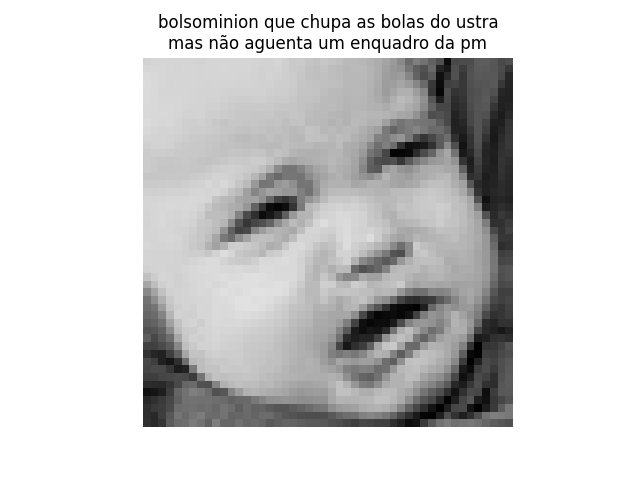 bolsominion que chupa as bolas do ustra
mas não aguenta um enquadro da pm